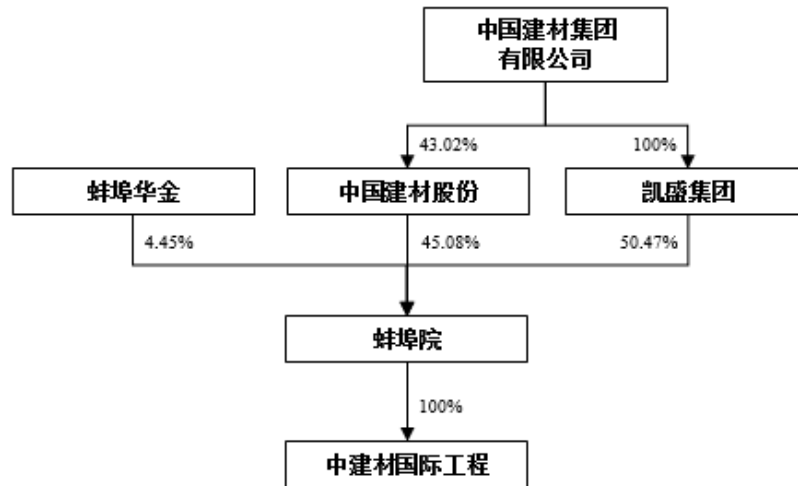 中国建材集团
有限公司
43.02%
100%
蚌埠华金
中国建材股份
凯盛集团
4.45%
45.08%
50.47%
蚌埠院
100%
中建材国际工程